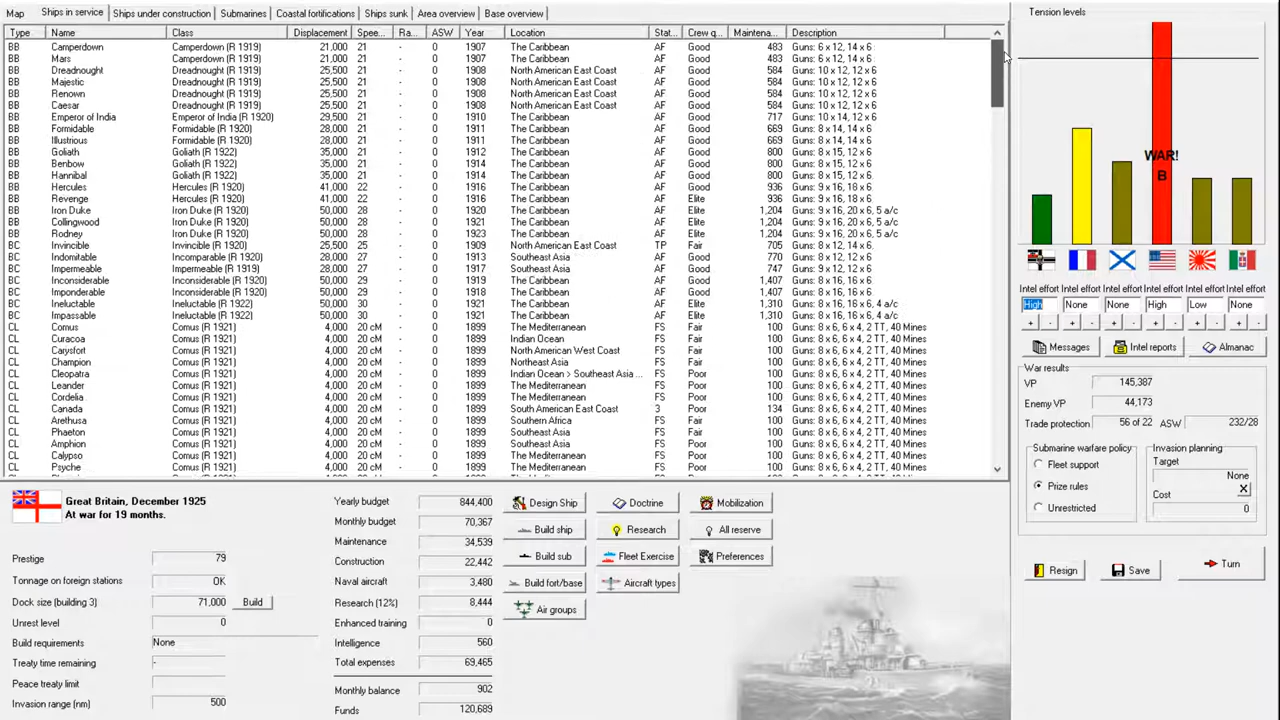 Map Ships in service Ships under construction Submarines Coastal fortifications Ships sunk Area overview Base overview
Type Name Class Displacement Spee... Ra... ASW Year Location Stat... Crew q... Maintena... Description
BB Camperdown Camperdown (R 1919) 21,000 21 - 0 1907 The Caribbean AF Good 483 Guns: 6 x 12, 14 x 6
BB Mars Camperdown (R 1919) 21,000 21 - 0 1907 The Caribbean AF Good 483 Guns: 6 x 12, 14 x 6
BB Dreadnought Dreadnought (R 1919) 25,500 21 - 0 1908 North American East Coast AF Good 584 Guns: 10 x 12, 12 x 6
BB Majestic Dreadnought (R 1919) 25,500 21 - 0 1908 North American East Coast AF Good 584 Guns: 10 x 12, 12 x 6
BB Renown Dreadnought (R 1919) 25,500 21 - 0 1908 North American East Coast AF Good 584 Guns: 10 x 12, 12 x 6
BB Caesar Dreadnought (R 1919) 25,500 21 - 0 1908 North American East Coast AF Good 584 Guns: 10 x 12, 12 x 6
BB Emperor of India Emperor of India (R 1920) 29,500 21 - 0 1910 The Caribbean AF Good 717 Guns: 10 x 14, 12 x 6
BB Formidable Formidable (R 1920) 28,000 21 - 0 1911 The Caribbean AF Good 669 Guns: 8 x 14, 14 x 6
BB Illustrious Formidable (R 1920) 28,000 21 - 0 1911 The Caribbean AF Good 669 Guns: 8 x 14, 14 x 6
BB Goliath Goliath (R 1922) 35,000 21 - 0 1912 The Caribbean AF Good 800 Guns: 8 x 15, 12 x 6
BB Benbow Goliath (R 1922) 35,000 21 - 0 1914 The Caribbean AF Good 800 Guns: 8 x 15, 12 x 6
BB Hannibal Goliath (R 1922) 35,000 21 - 0 1914 The Caribbean AF Good 800 Guns: 8 x 15, 12 x 6
BB Hercules Hercules (R 1920) 41,000 22 - 0 1916 The Caribbean AF Good 936 Guns: 9 x 16, 18 x 6
BB Revenge Hercules (R 1920) 41,000 22 - 0 1916 The Caribbean AF Elite 936 Guns: 9 x 16, 18 x 6
BB Iron Duke Iron Duke (R 1920) 50,000 28 - 0 1920 The Caribbean AF Elite 1,204 Guns: 9 x 16, 20 x 6, 5 a/c
BB Collingwood Iron Duke (R 1920) 50,000 28 - 0 1921 The Caribbean AF Elite 1,204 Guns: 9 x 16, 20 x 6, 5 a/c
BB Rodney Iron Duke (R 1920) 50,000 28 - 0 1923 The Caribbean AF Elite 1,204 Guns: 9 x 16, 20 x 6, 5 a/c
BC Invincible Invincible (R 1920) 25,500 25 - 0 1909 North American East Coast TP Fair 705 Guns: 8 x 12, 14 x 6
BC Indomitable Incomparable (R 1920) 28,000 27 - 0 1913 Southeast Asia AF Good 770 Guns: 8 x 12, 12 x 6
BC Impermeable Impermeable (R 1919) 28,000 27 - 0 1917 Southeast Asia AF Good 747 Guns: 9 x 12, 12 x 6
BC Inconsiderable Inconsiderable (R 1920) 50,000 29 - 0 1918 The Caribbean AF Good 1,407 Guns: 8 x 16, 16 x 6
BC Imponderable Inconsiderable (R 1920) 50,000 29 - 0 1918 The Caribbean AF Good 1,407 Guns: 8 x 16, 16 x 6
BC Ineluctable Ineluctable (R 1922) 50,000 30 - 0 1921 The Caribbean AF Elite 1,310 Guns: 8 x 16, 16 x 6, 4 a/c
BC Impassable Ineluctable (R 1922) 50,000 30 - 0 1921 The Caribbean AF Elite 1,310 Guns: 8 x 16, 16 x 6, 4 a/c
CL Comus Comus (R 1921) 4,000 20 cM - 0 1899 The Mediterranean FS Fair 100 Guns: 8 x 6, 6 x 4, 2 TT, 40 Mines
CL Curacoa Comus (R 1921) 4,000 20 cM - 0 1899 Indian Ocean FS Fair 100 Guns: 8 x 6, 6 x 4, 2 TT, 40 Mines
CL Carysfort Comus (R 1921) 4,000 20 cM - 0 1899 North American West Coast FS Fair 100 Guns: 8 x 6, 6 x 4, 2 TT, 40 Mines
CL Champion Comus (R 1921) 4,000 20 cM - 0 1899 Northeast Asia FS Fair 100 Guns: 8 x 6, 6 x 4, 2 TT, 40 Mines
CL Cleopatra Comus (R 1921) 4,000 20 cM - 0 1899 Indian Ocean > Southeast Asia ... FS Poor 100 Guns: 8 x 6, 6 x 4, 2 TT, 40 Mines
CL Leander Comus (R 1921) 4,000 20 cM - 0 1899 The Mediterranean FS Poor 100 Guns: 8 x 6, 6 x 4, 2 TT, 40 Mines
CL Cordelia Comus (R 1921) 4,000 20 cM - 0 1899 The Mediterranean FS Poor 100 Guns: 8 x 6, 6 x 4, 2 TT, 40 Mines
CL Canada Comus (R 1921) 4,000 20 cM - 0 1899 South American East Coast 3 Poor 134 Guns: 8 x 6, 6 x 4, 2 TT, 40 Mines
CL Arethusa Comus (R 1921) 4,000 20 cM - 0 1899 Southern Africa FS Fair 100 Guns: 8 x 6, 6 x 4, 2 TT, 40 Mines
CL Phaeton Comus (R 1921) 4,000 20 cM - 0 1899 Southeast Asia FS Fair 100 Guns: 8 x 6, 6 x 4, 2 TT, 40 Mines
CL Amphion Comus (R 1921) 4,000 20 cM - 0 1899 Southeast Asia FS Poor 100 Guns: 8 x 6, 6 x 4, 2 TT, 40 Mines
CL Calypso Comus (R 1921) 4,000 20 cM - 0 1899 The Mediterranean FS Poor 100 Guns: 8 x 6, 6 x 4, 2 TT, 40 Mines
CL Psyche Comus (R 1921) 4,000 20 cM - 0 1899 The Mediterranean FS Poor 100 Guns: 8 x 6, 6 x 4, 2 TT, 40 Mines
Great Britain, December 1925
At war for 19 months.
Prestige 79
Tonnage on foreign stations OK
Dock size (building 3) 71,000 Build
Unrest level 0
Build requirements None
Treaty time remaining -
Peace treaty limit
Invasion range (nm) 500
Yearly budget 844,400
Monthly budget 70,367
Maintenance 34,539
Construction 22,442
Naval aircraft 3,480
Research (12%) 8,444
Enhanced training 0
Intelligence 560
Total expenses 69,465
Monthly balance 902
Funds 120,689
Design Ship Doctrine Mobilization
Build ship Research All reserve
Build sub Fleet Exercise Preferences
Build fort/base Aircraft types
Air groups
Tension levels
WAR!
B
Intel effort Intel effort Intel effort Intel effort Intel effort Intel effort
High None None High Low None
+ - + - + - + - + - + -
Messages Intel reports Almanac
War results
VP 145,387
Enemy VP 44,173
Trade protection 56 of 22 ASW 232/28
Submarine warfare policy
Fleet support
Prize rules
Unrestricted
Invasion planning
Target
None
Cost X
0
Resign Save Turn